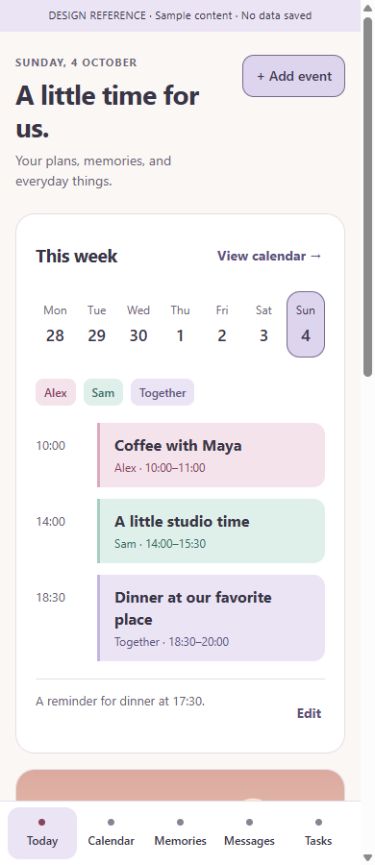 DESIGN REFERENCE · Sample content · No data saved
SUNDAY, 4 OCTOBER
+ Add event
A little time for
us.
Your plans, memories, and
everyday things.
This week
View calendar →
Mon Tue Wed Thu Fri Sat Sun
28 29 30 1 2 3 4
Alex Sam Together
10:00
Coffee with Maya
Alex · 10:00–11:00
14:00
A little studio time
Sam · 14:00–15:30
18:30
Dinner at our favorite
place
Together · 18:30–20:00
A reminder for dinner at 17:30.
Edit
Today Calendar Memories Messages Tasks